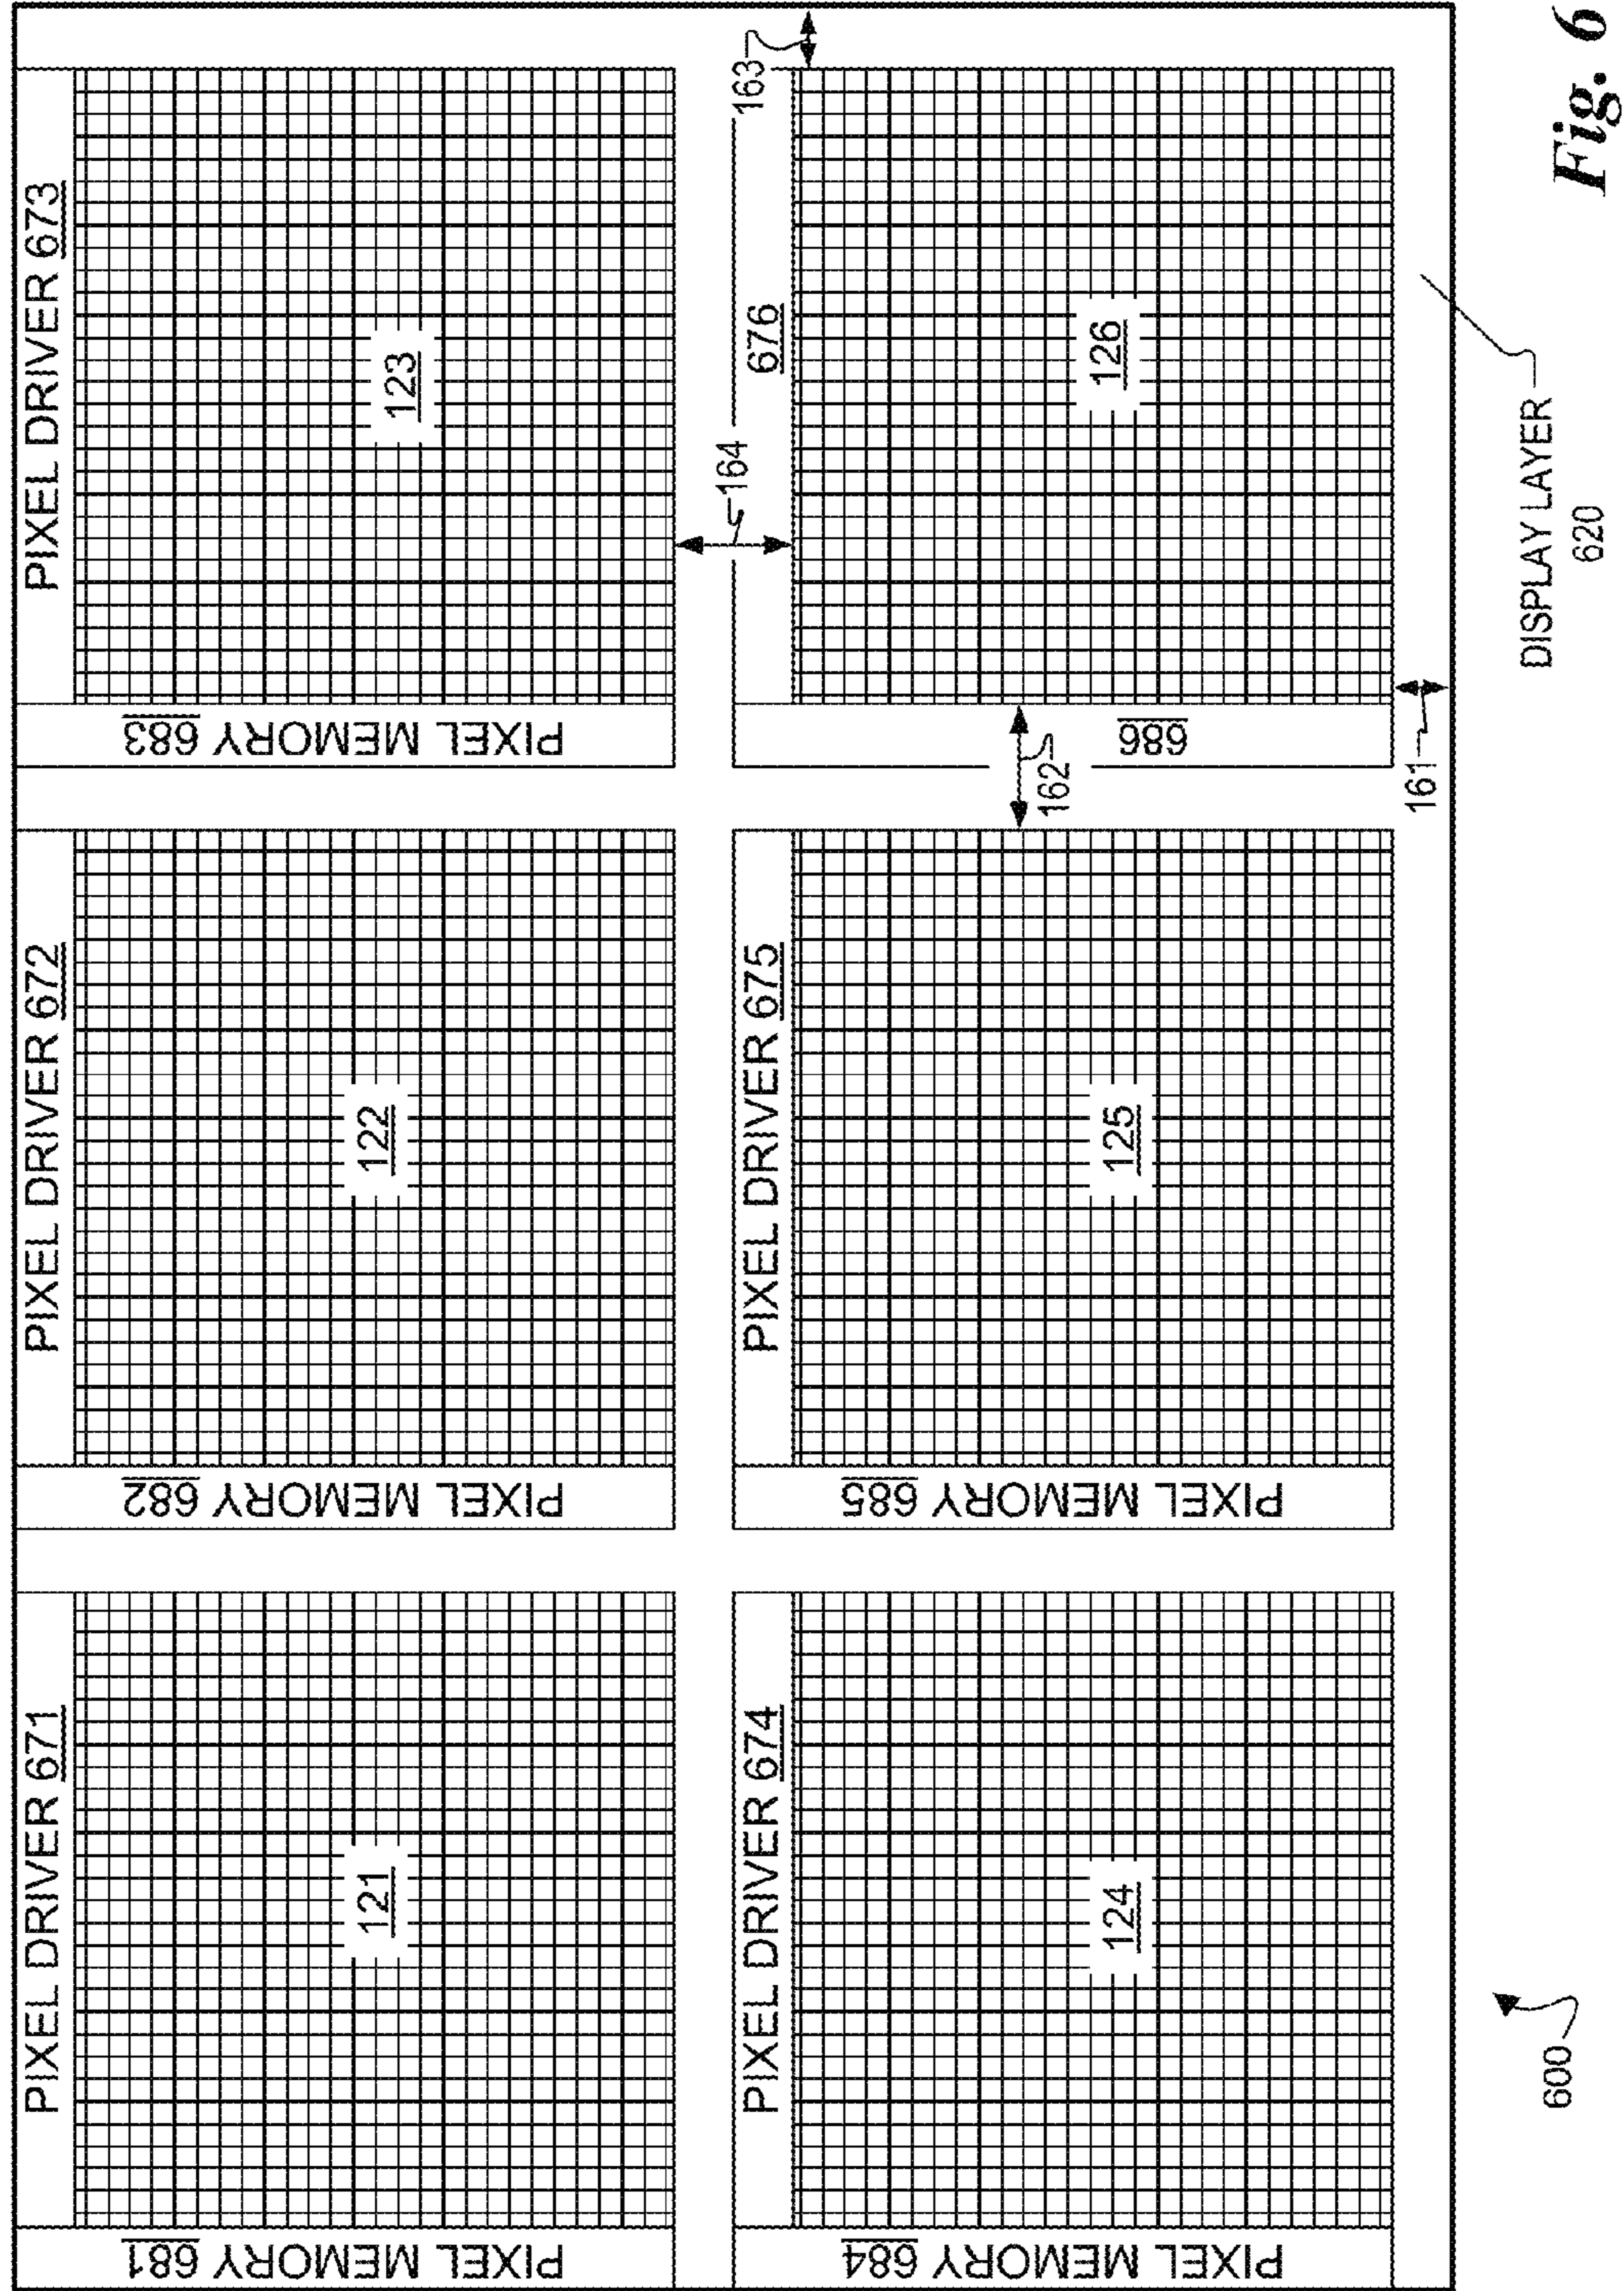 PIXEL DRIVER 671
PIXEL DRIVER 672
PIXEL DRIVER 673
PIXEL MEMORY 681
121
PIXEL MEMORY 682
122
PIXEL MEMORY 683
123
164
163
PIXEL DRIVER 674
PIXEL DRIVER 675
676
PIXEL MEMORY 684
124
PIXEL MEMORY 685
125
162
686
126
161
600
DISPLAY LAYER
620
Fig. 6